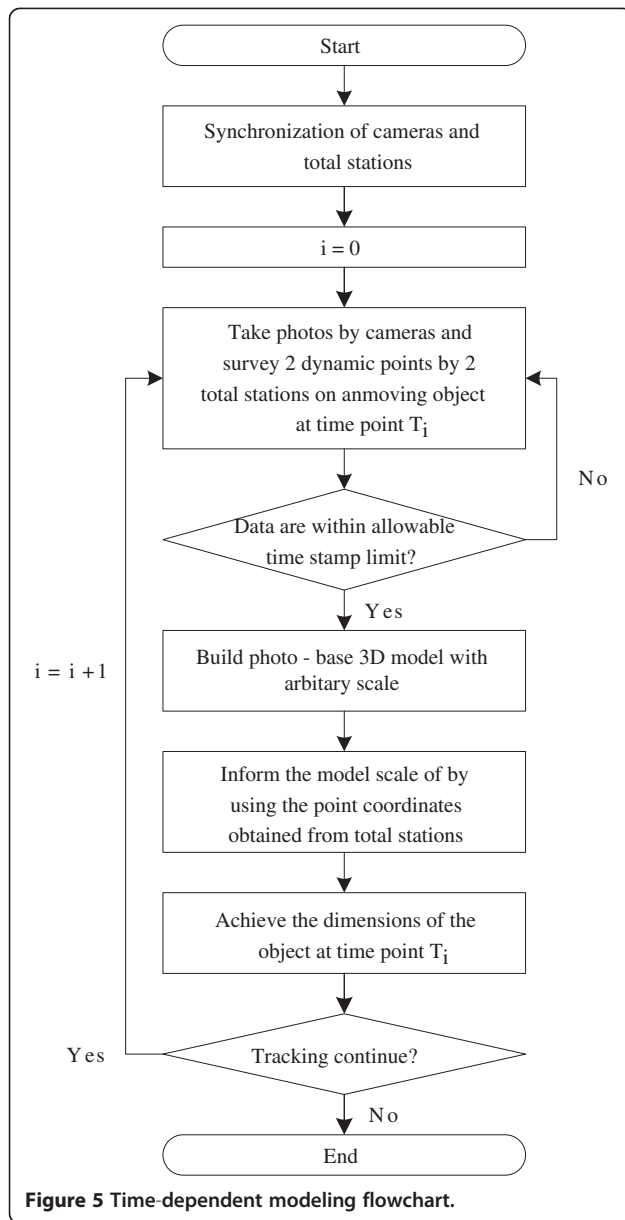 Start
Synchronization of cameras and
total stations
i = 0
Take photos by cameras and
survey 2 dynamic points by 2
total stations on anmoving object
at time point Ti
No
Data are within allowable
time stamp limit?
Yes
Build photo - base 3D model with
arbitary scale
i = i +1
Inform the model scale of by
using the point coordinates
obtained from total stations
Achieve the dimensions of the
object at time point Ti
Yes
Tracking continue?
No
End
Figure 5 Time-dependent modeling flowchart.